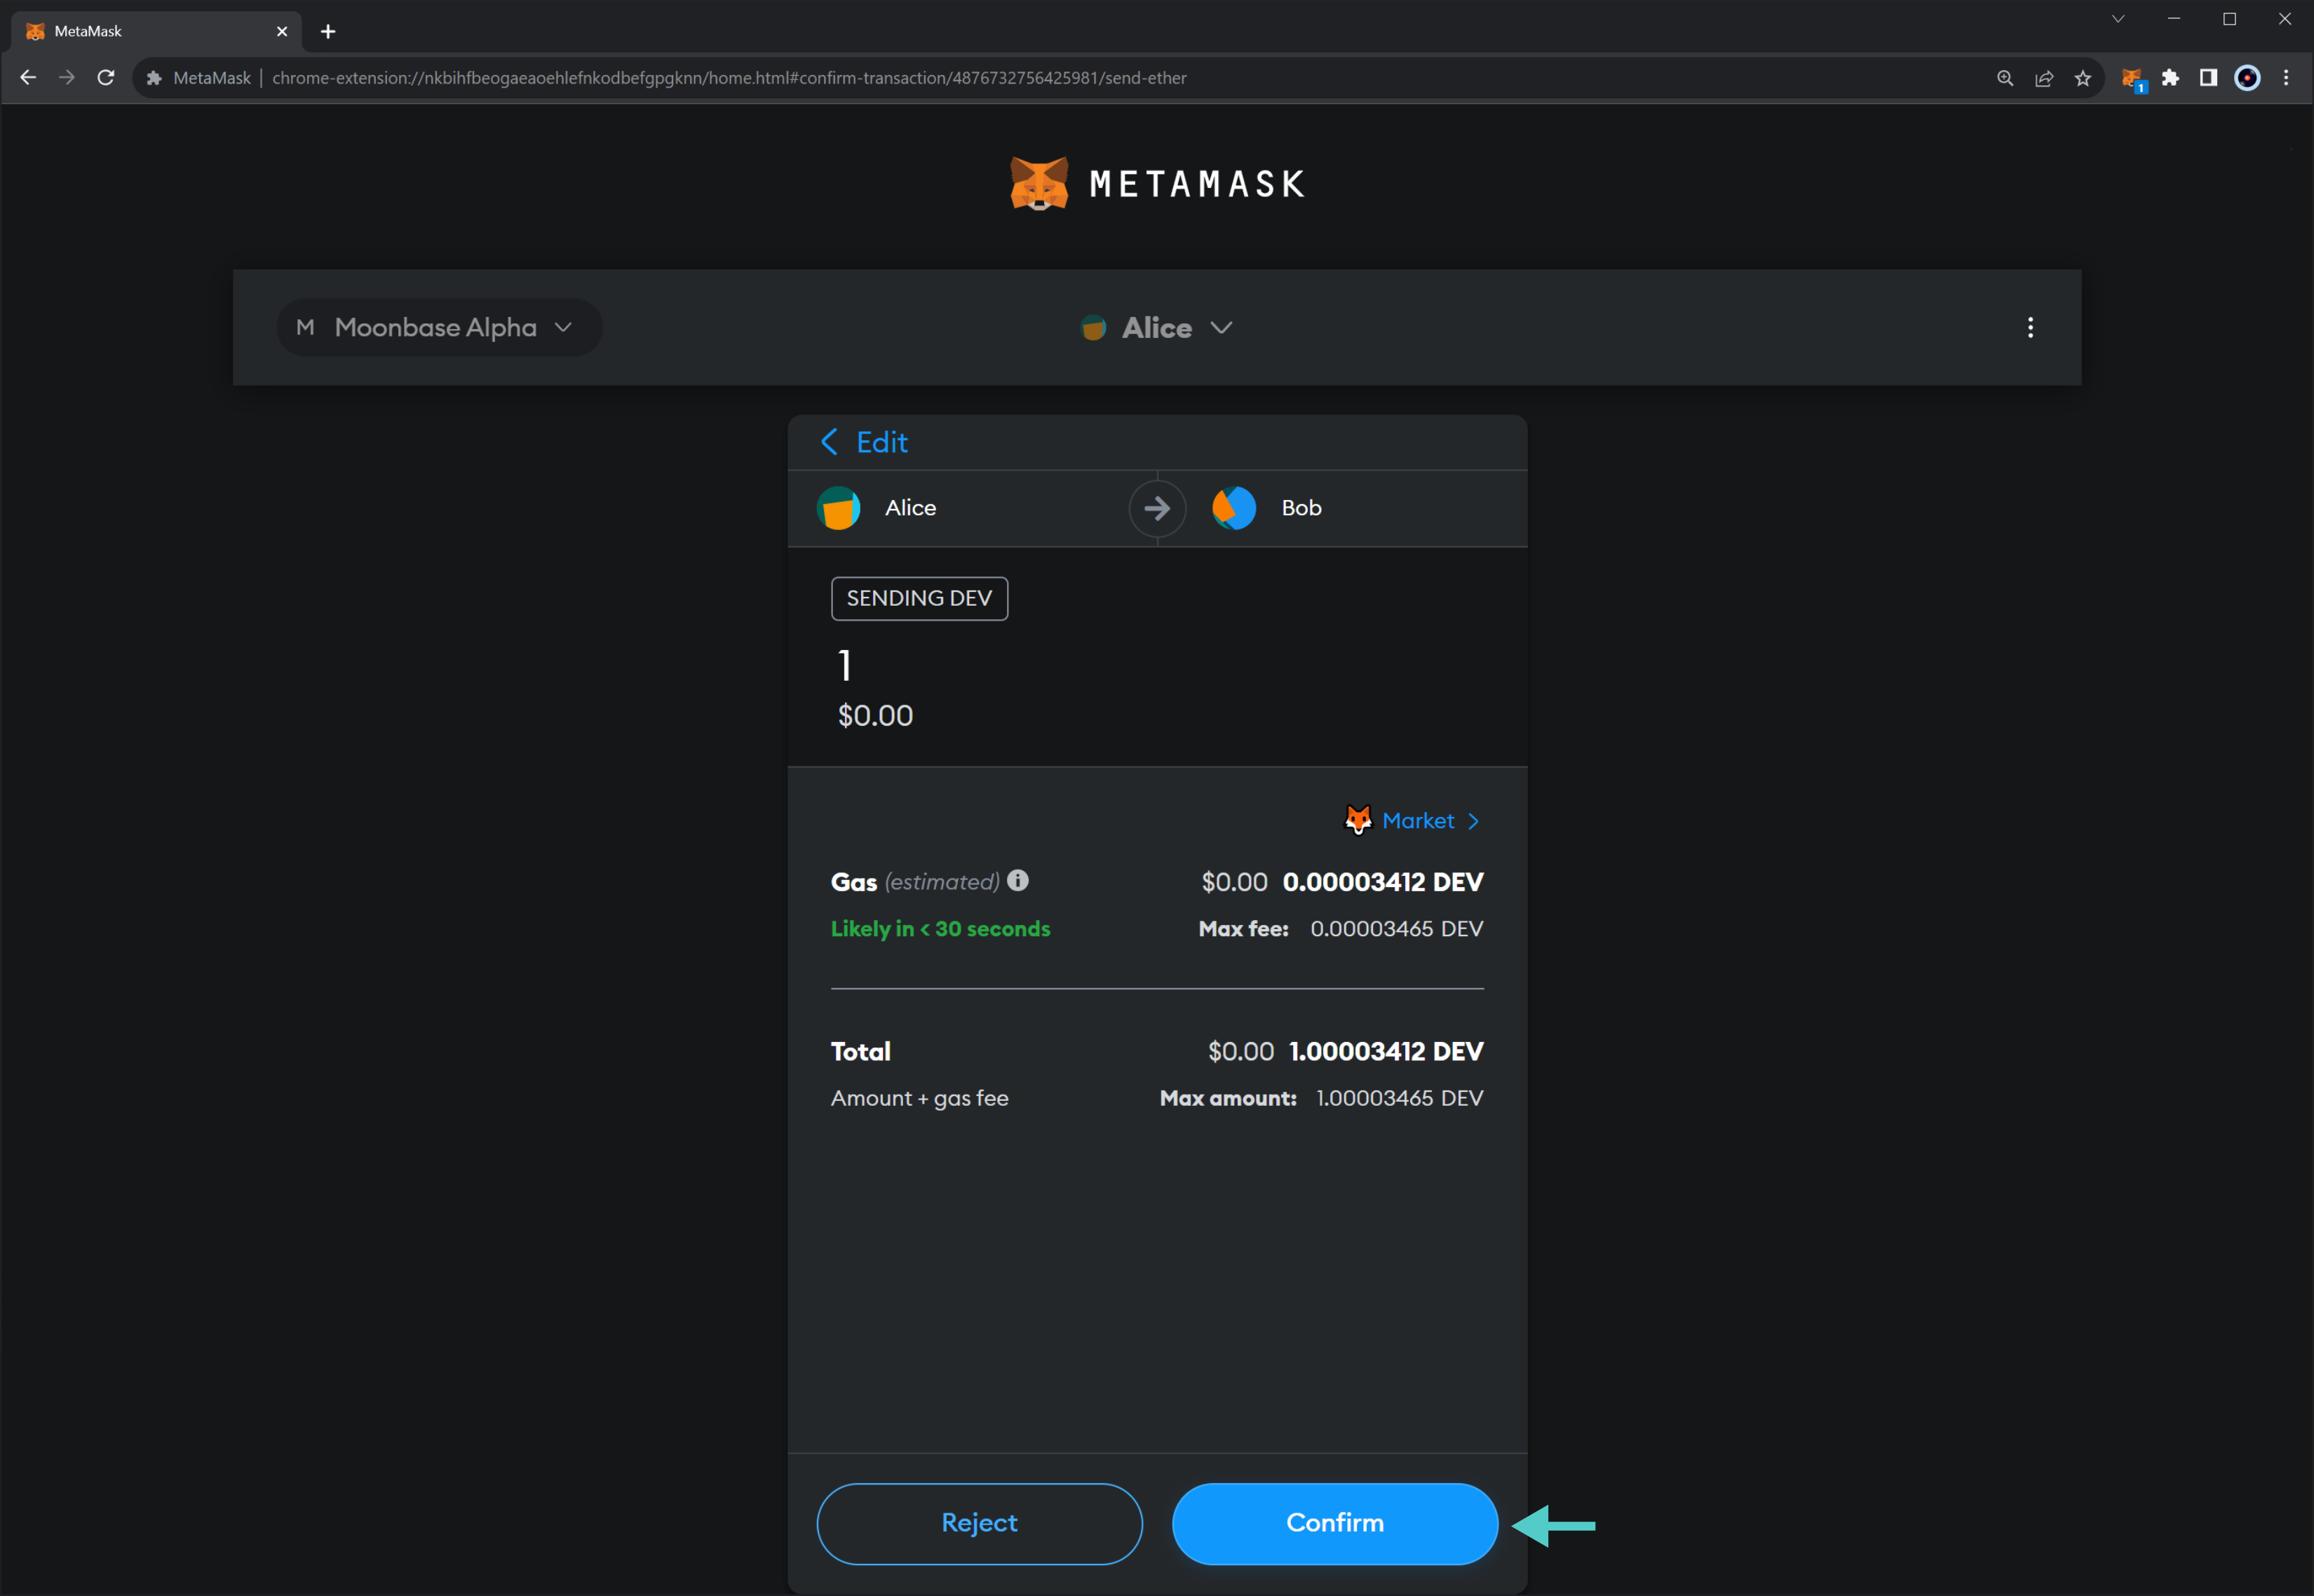 MetaMask
MetaMask | chrome-extension://nkbihfbeogaeaoehlefnkodbefgpgknn/home.html#confirm-transaction/4876732756425981/send-ether
1
METAMASK
M Moonbase Alpha
Alice
Edit
Alice
Bob
SENDING DEV
1
$0.00
Market
Gas (estimated) $0.00 0.00003412 DEV
Likely in < 30 seconds Max fee: 0.00003465 DEV
Total $0.00 1.00003412 DEV
Amount + gas fee Max amount: 1.00003465 DEV
Reject
Confirm